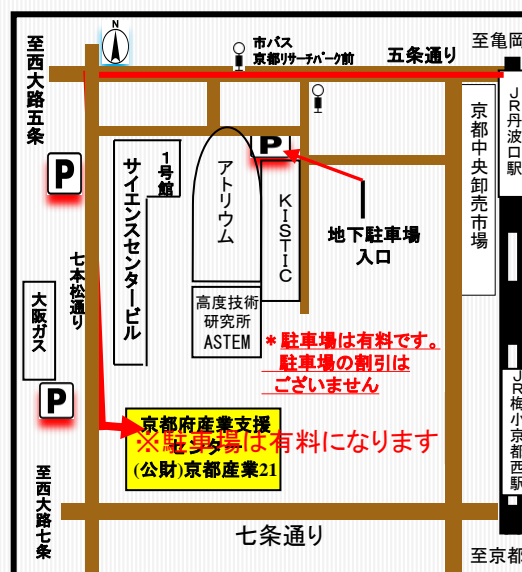 N
市バス
京都リサーチパーク前
五条通り
至亀岡
至西大路五条
JR丹波口駅
京都中央卸売市場
P
P
1号館
サイエンスセンタービル
アトリウム
KISTIC
地下駐車場
入口
七本松通り
大阪ガス
高度技術
研究所
ASTEM
*駐車場は有料です。
駐車場の割引は
ございません
JR梅小京都西駅
P
京都府産業支援
センター
※駐車場は有料になります
(公財)京都産業21
至西大路七条
七条通り
至京都